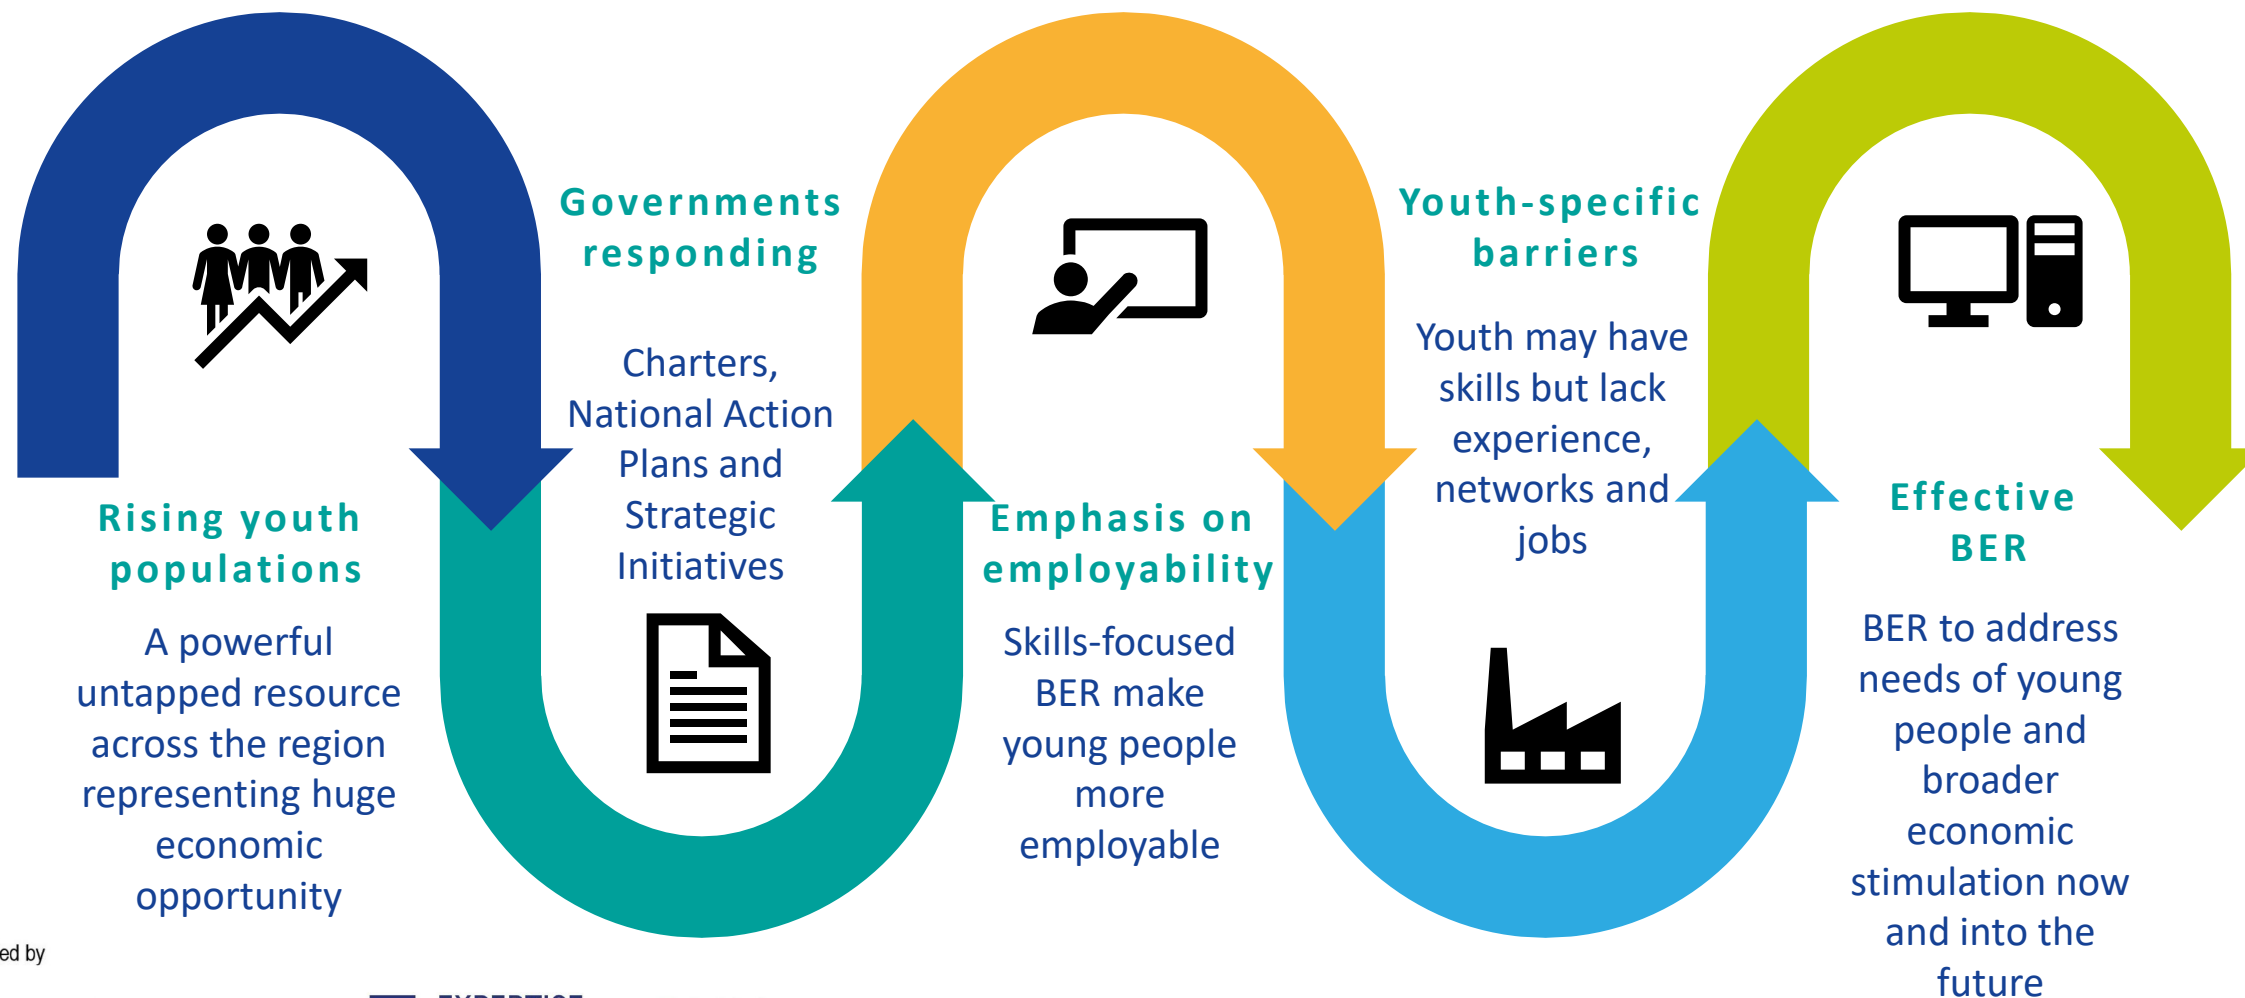 Rising youth
populations
A powerful
untapped resource
across the region
representing huge
economic
opportunity
Governments
responding
Charters,
National Action
Plans and
Strategic
Initiatives
Emphasis on
employability
Skills-focused
BER make
young people
more
employable
Youth-specific
barriers
Youth may have
skills but lack
experience,
networks and
jobs
Effective
BER
BER to address
needs of young
people and
broader
economic
stimulation now
and into the
future
ed by
EXPERTISE